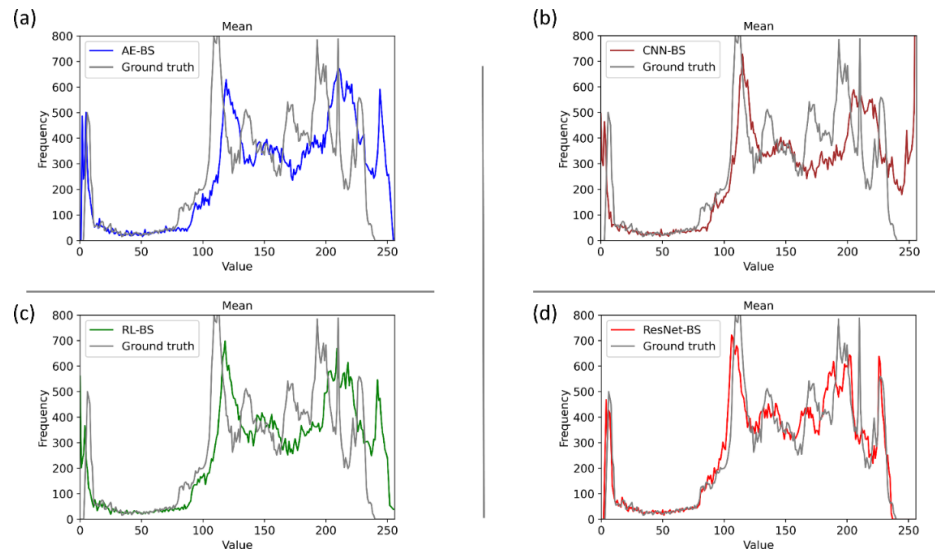 (a)
Mean
800
700
600
500
400
300
200
100
0
Frequency
AE-BS
Ground truth
0 50 100 150 200 250
Value
(b)
Mean
800
700
600
500
400
300
200
100
0
Frequency
CNN-BS
Ground truth
0 50 100 150 200 250
Value
(c)
Mean
800
700
600
500
400
300
200
100
0
Frequency
RL-BS
Ground truth
0 50 100 150 200 250
Value
(d)
Mean
800
700
600
500
400
300
200
100
0
Frequency
ResNet-BS
Ground truth
0 50 100 150 200 250
Value